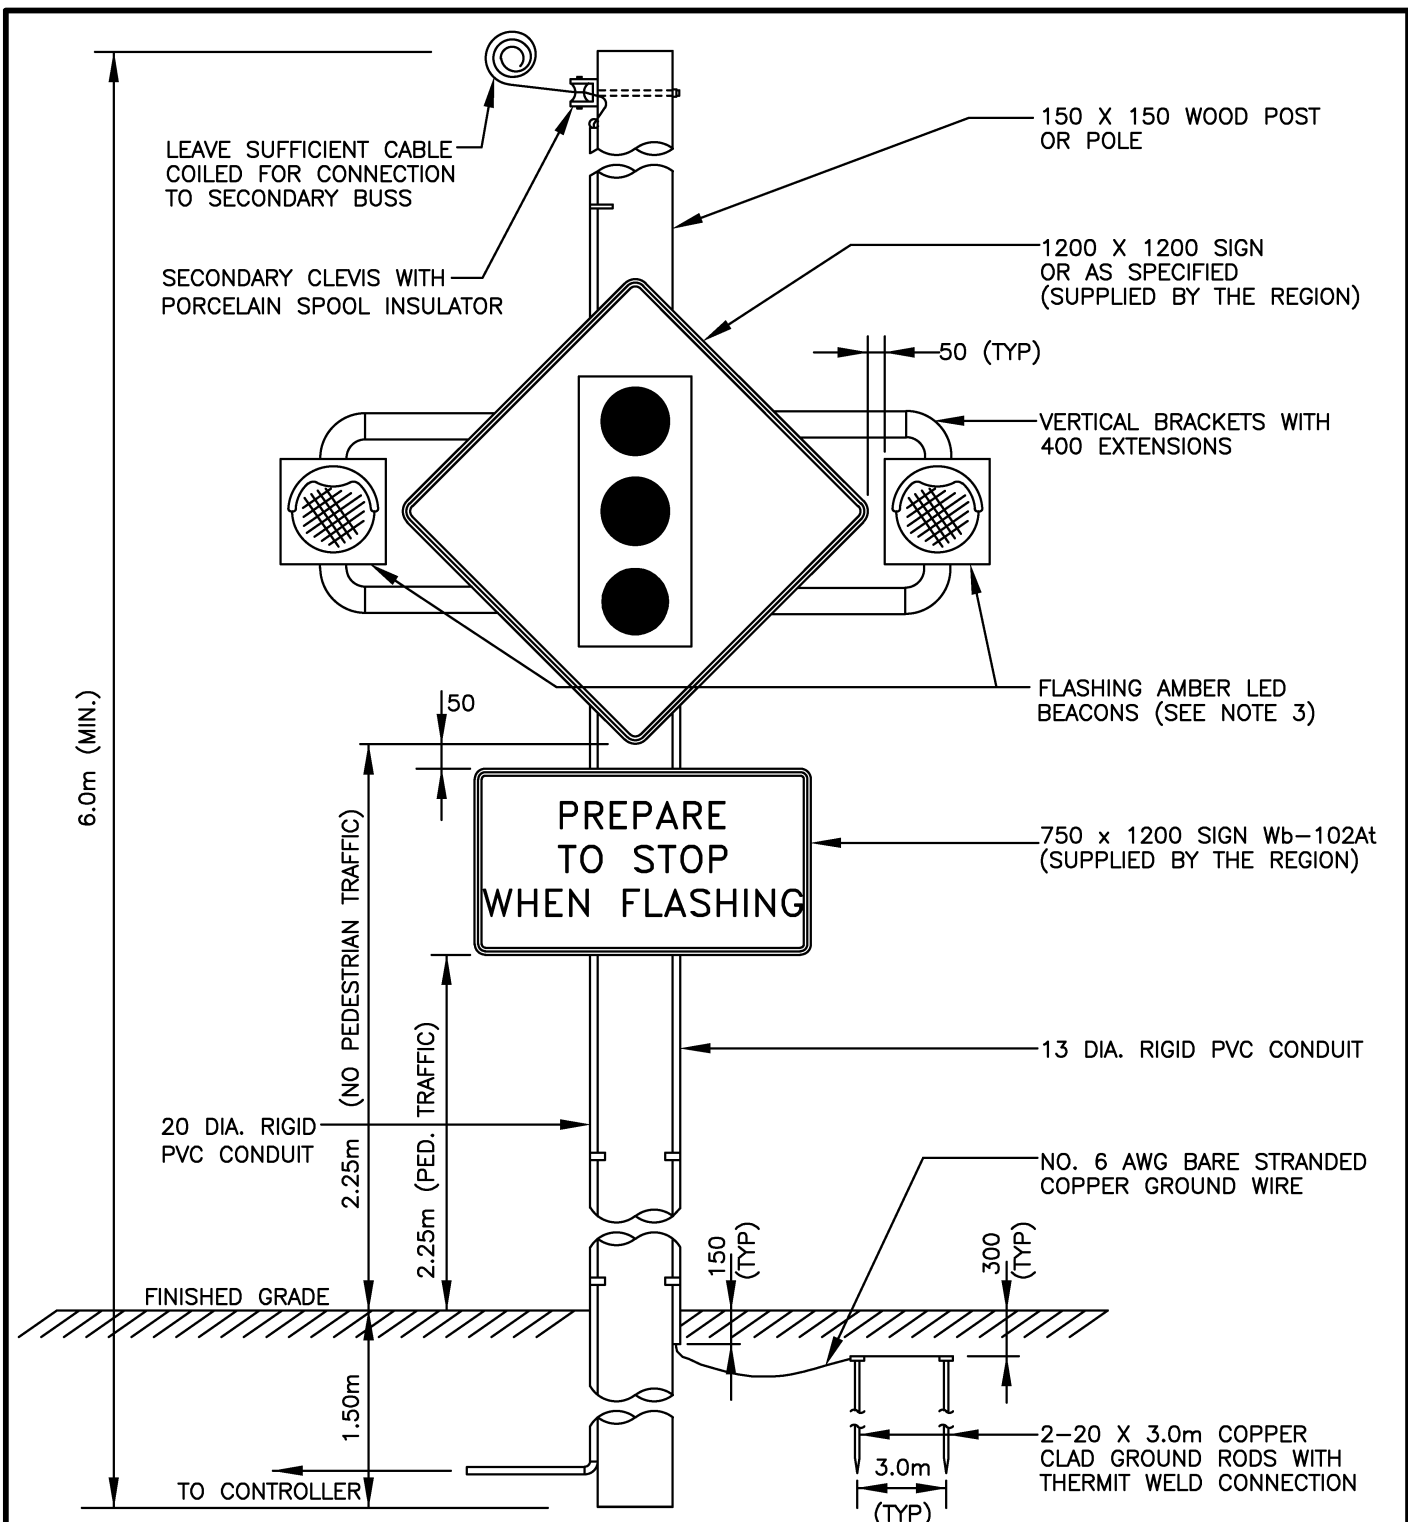 LEAVE SUFFICIENT CABLE
COILED FOR CONNECTION
TO SECONDARY BUSS
SECONDARY CLEVIS WITH
PORCELAIN SPOOL INSULATOR
150 X 150 WOOD POST
OR POLE
1200 X 1200 SIGN
OR AS SPECIFIED
(SUPPLIED BY THE REGION)
50 (TYP)
VERTICAL BRACKETS WITH
400 EXTENSIONS
FLASHING AMBER LED
BEACONS (SEE NOTE 3)
6.0m (MIN.)
50
PREPARE
TO STOP
WHEN FLASHING
750 x 1200 SIGN Wb-102At
(SUPPLIED BY THE REGION)
2.25m (NO PEDESTRIAN TRAFFIC)
2.25m (PED. TRAFFIC)
13 DIA. RIGID PVC CONDUIT
20 DIA. RIGID
PVC CONDUIT
NO. 6 AWG BARE STRANDED
COPPER GROUND WIRE
150
(TYP)
300
(TYP)
FINISHED GRADE
1.50m
TO CONTROLLER
2-20 X 3.0m COPPER
CLAD GROUND RODS WITH
THERMIT WELD CONNECTION
3.0m
(TYP)